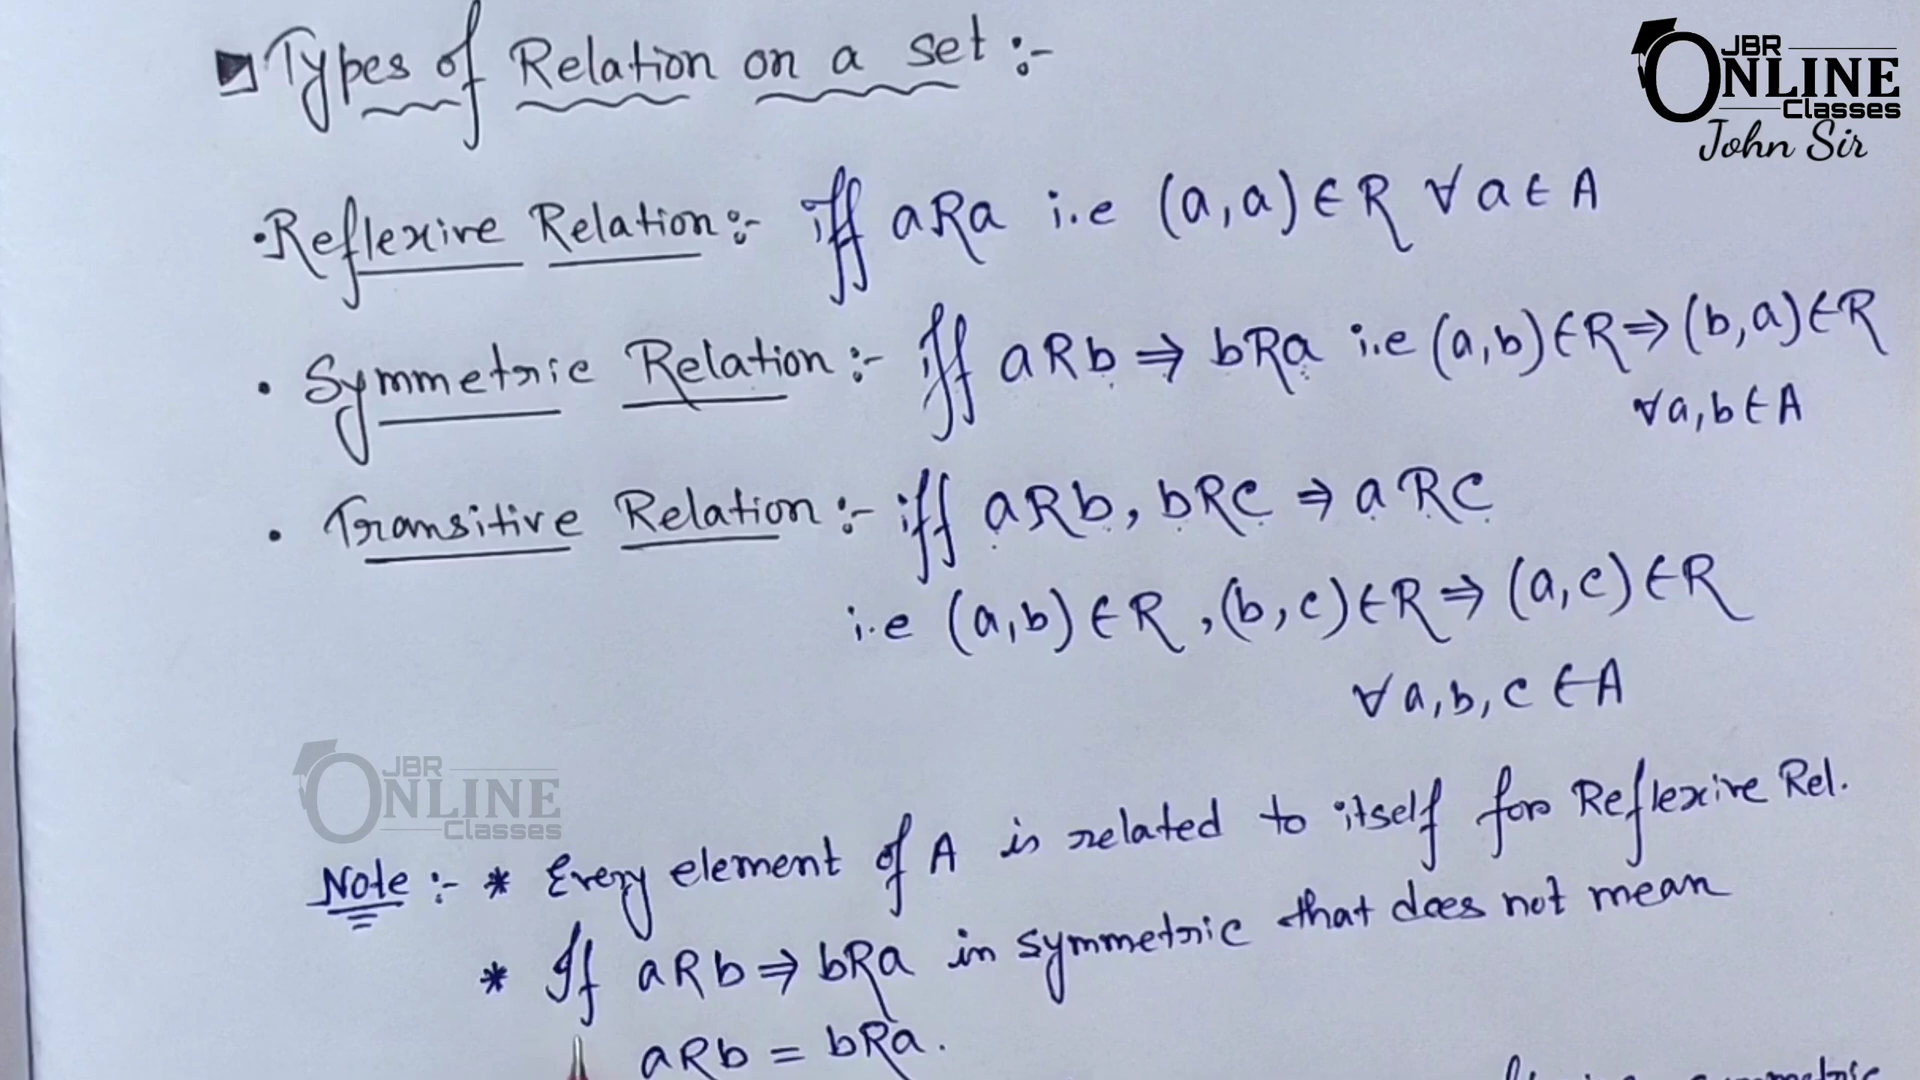 Types of Relation on a set :-
JBR
ONLINE
Classes
John Sir
• Reflexive Relation :- iff aRa i.e (a,a) ∈ R ∀ a ∈ A
• Symmetric Relation :- iff aRb ⇒ bRa i.e (a,b) ∈ R ⇒ (b,a) ∈ R
∀ a,b ∈ A
• Transitive Relation :- iff aRb, bRc ⇒ aRc
i.e (a,b) ∈ R, (b,c) ∈ R ⇒ (a,c) ∈ R
∀ a,b,c ∈ A
JBR
ONLINE
Classes
Note :- * Every element of A is related to itself for Reflexive Rel.
* If aRb ⇒ bRa in symmetric that does not mean
aRb = bRa.